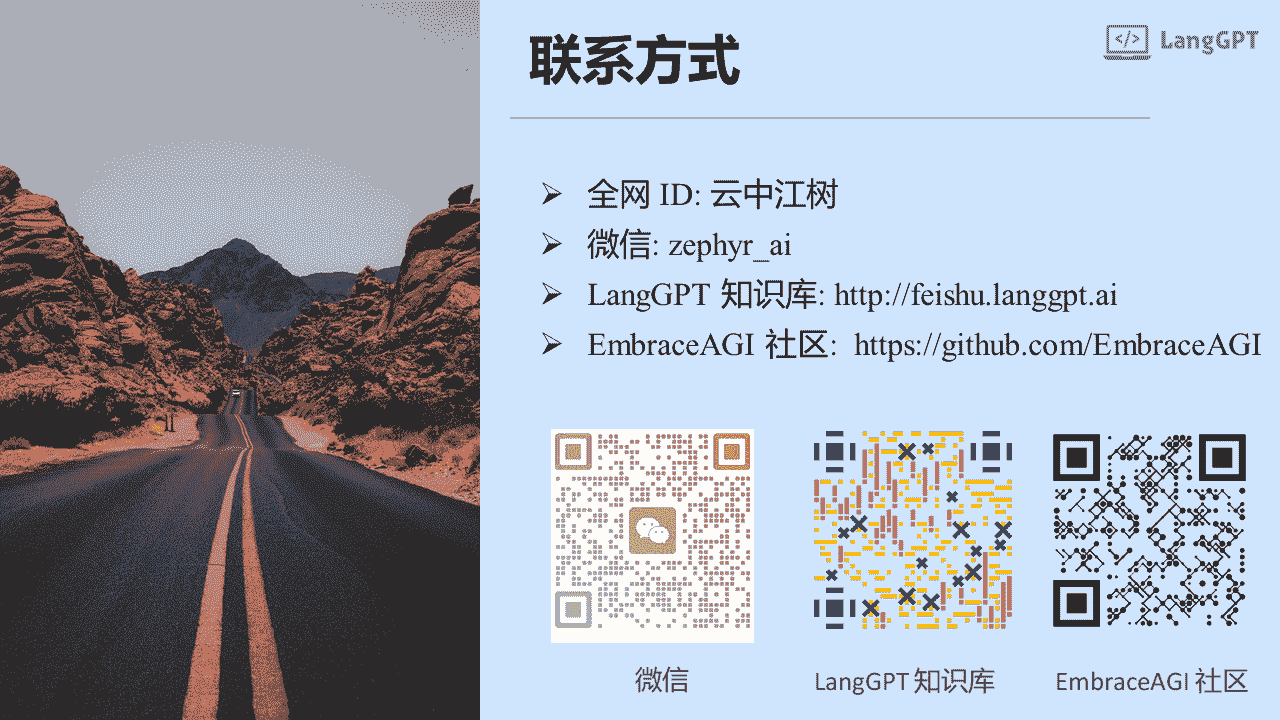 联系方式
</> LangGPT
全网 ID: 云中江树
微信: zephyr_ai
LangGPT 知识库: http://feishu.langgpt.ai
EmbraceAGI 社区: https://github.com/EmbraceAGI
微信
LangGPT 知识库
EmbraceAGI 社区